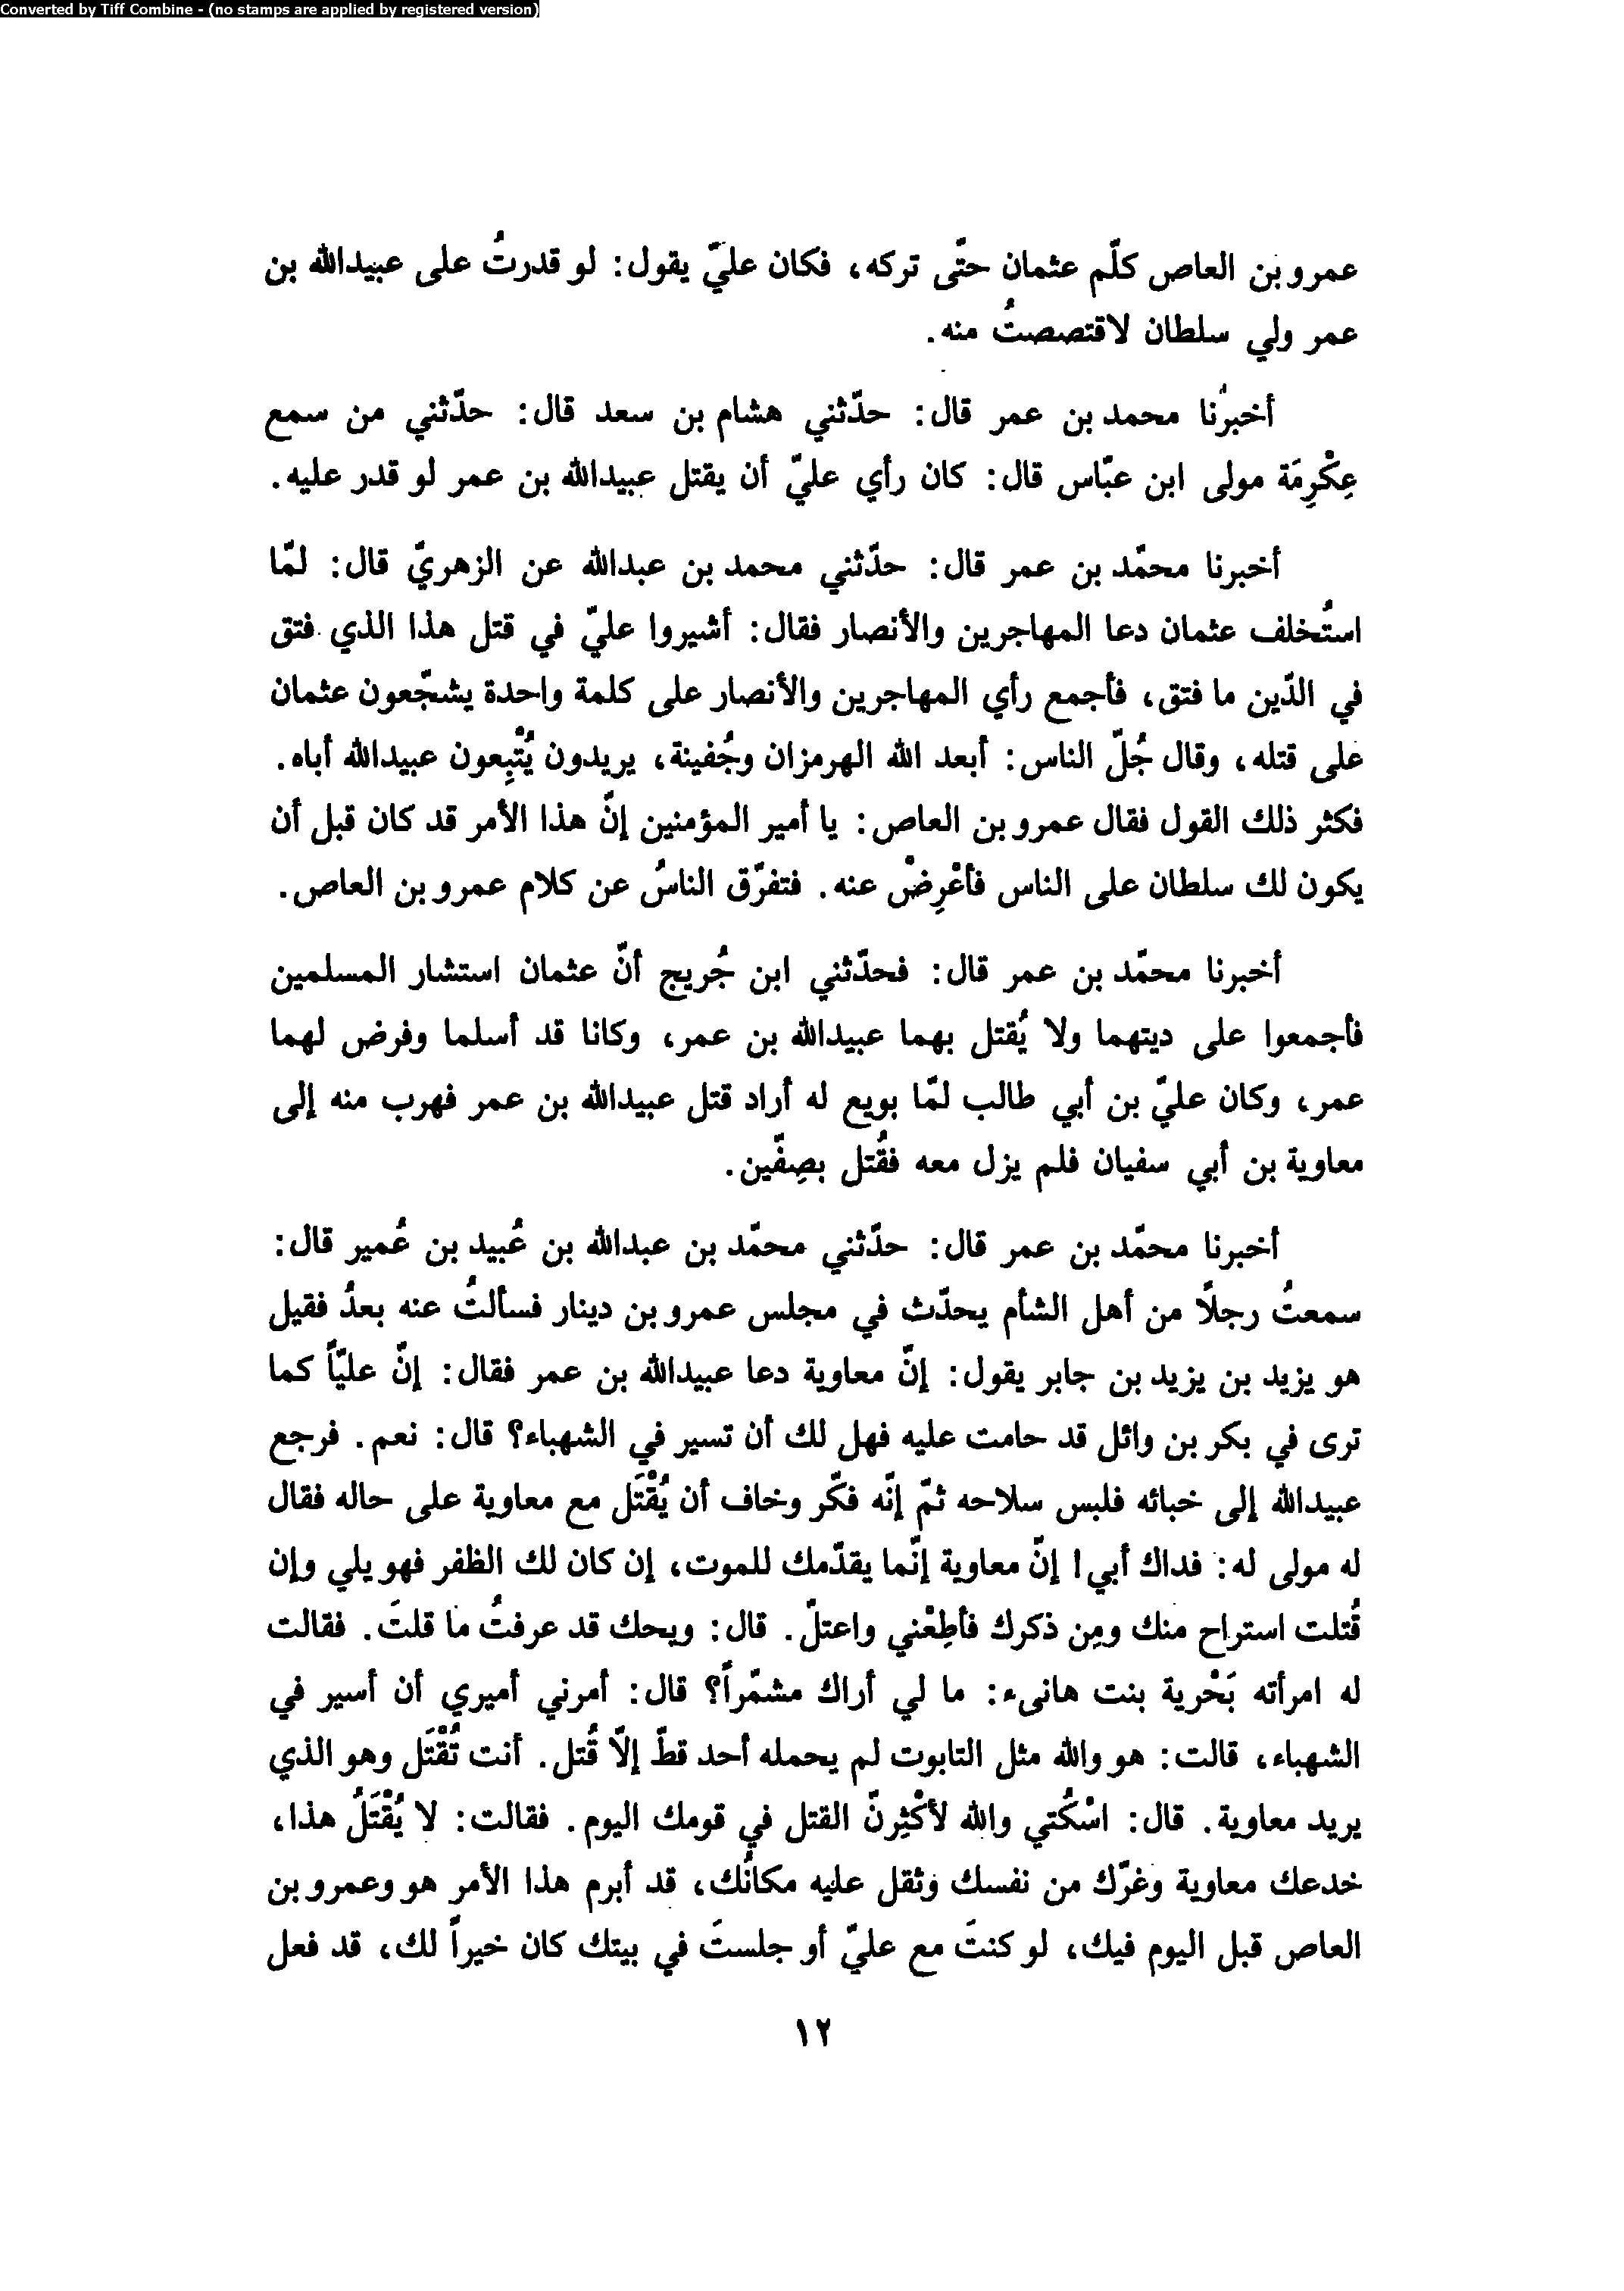 Converted by Tiff Combine - (no stamps are applied by registered version)
عمرو بن العاص كلّم عثمان حتّى تركه، فكان عليّ يقول: لو قدرتُ على عبيدالله بن
عمر ولي سلطان لاقتصصتُ منه.
أخبرنا محمد بن عمر قال: حدّثني هشام بن سعد قال: حدّثني من سمع
عِكْرِمَة مولى ابن عبّاس قال: كان رأي عليّ أن يقتل عبيدالله بن عمر لو قدر عليه.
أخبرنا محمّد بن عمر قال: حدّثني محمد بن عبدالله عن الزهريّ قال: لمّا
استُخلف عثمان دعا المهاجرين والأنصار فقال: أشيروا عليّ في قتل هذا الذي فتق
في الدّين ما فتق، فأجمع رأي المهاجرين والأنصار على كلمة واحدة يشجّعون عثمان
على قتله، وقال جُلّ الناس: أبعد الله الهرمزان وجُفينة، يريدون يُتْبِعون عبيدالله أباه.
فكثر ذلك القول فقال عمرو بن العاص: يا أمير المؤمنين إنّ هذا الأمر قد كان قبل أن
يكون لك سلطان على الناس فأعْرِضْ عنه. فتفرّق الناسُ عن كلام عمرو بن العاص.
أخبرنا محمّد بن عمر قال: فحدّثني ابن جُريج أنّ عثمان استشار المسلمين
فأجمعوا على ديتهما ولا يُقتل بهما عبيدالله بن عمر، وكانا قد أسلما وفرض لهما
عمر، وكان عليّ بن أبي طالب لمّا بويع له أراد قتل عبيدالله بن عمر فهرب منه إلى
معاوية بن أبي سفيان فلم يزل معه فقُتل بصِفّين.
أخبرنا محمّد بن عمر قال: حدّثني محمّد بن عبدالله بن عُبيد بن عُمير قال:
سمعتُ رجلًا من أهل الشأم يحدّث في مجلس عمرو بن دينار فسألتُ عنه بعدُ فقيل
هو يزيد بن يزيد بن جابر يقول: إنّ معاوية دعا عبيدالله بن عمر فقال: إنّ عليّاً كما
ترى في بكر بن وائل قد حامت عليه فهل لك أن تسير في الشهباء؟ قال: نعم. فرجع
عبيدالله إلى خبائه فلبس سلاحه ثمّ إنّه فكّر وخاف أن يُقْتَل مع معاوية على حاله فقال
له مولى له: فداك أبي! إنّ معاوية إنّما يقدّمك للموت، إن كان لك الظفر فهو يلي وإن
قُتلت استراح منك ومِن ذكرك فأطِعْني واعتلّ. قال: ويحك قد عرفتُ ما قلتَ. فقالت
له امرأته بَحْرية بنت هانىء: ما لي أراك مشمّراً؟ قال: أمرني أميري أن أسير في
الشهباء، قالت: هو والله مثل التابوت لم يحمله أحد قطّ إلّا قُتل. أنت تُقْتَل وهو الذي
يريد معاوية. قال: اسْكُتي والله لأكْثِرنّ القتل في قومك اليوم. فقالت: لا يُقْتَلُ هذا،
خدعك معاوية وغرّك من نفسك وثقل عليه مكانُك، قد أبرم هذا الأمر هو وعمرو بن
العاص قبل اليوم فيك، لو كنتَ مع عليّ أو جلستَ في بيتك كان خيراً لك، قد فعل
١٢